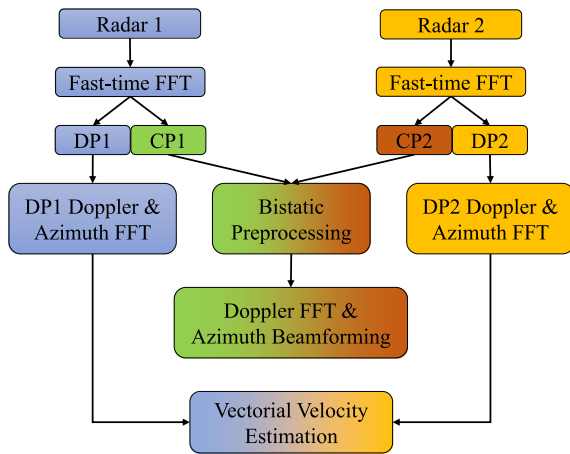 Radar 1
Radar 2
Fast-time FFT
Fast-time FFT
DP1
CP1
CP2
DP2
DP1 Doppler &
Azimuth FFT
Bistatic
Preprocessing
DP2 Doppler &
Azimuth FFT
Doppler FFT &
Azimuth Beamforming
Vectorial Velocity
Estimation